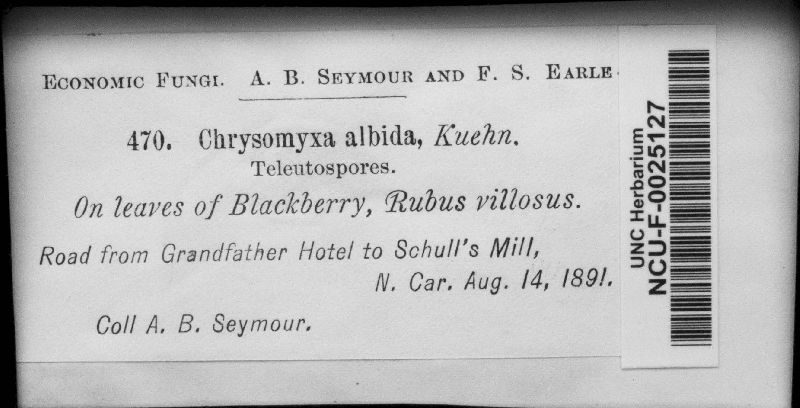 Economic Fungi. A. B. Seymour and F. S. Earle.
470. Chrysomyxa albida, Kuehn.
Teleutospores.
On leaves of Blackberry, Rubus villosus.
Road from Grandfather Hotel to Schull's Mill,
N. Car. Aug. 14, 1891.
Coll A. B. Seymour.
UNC Herbarium
NCU-F-0025127